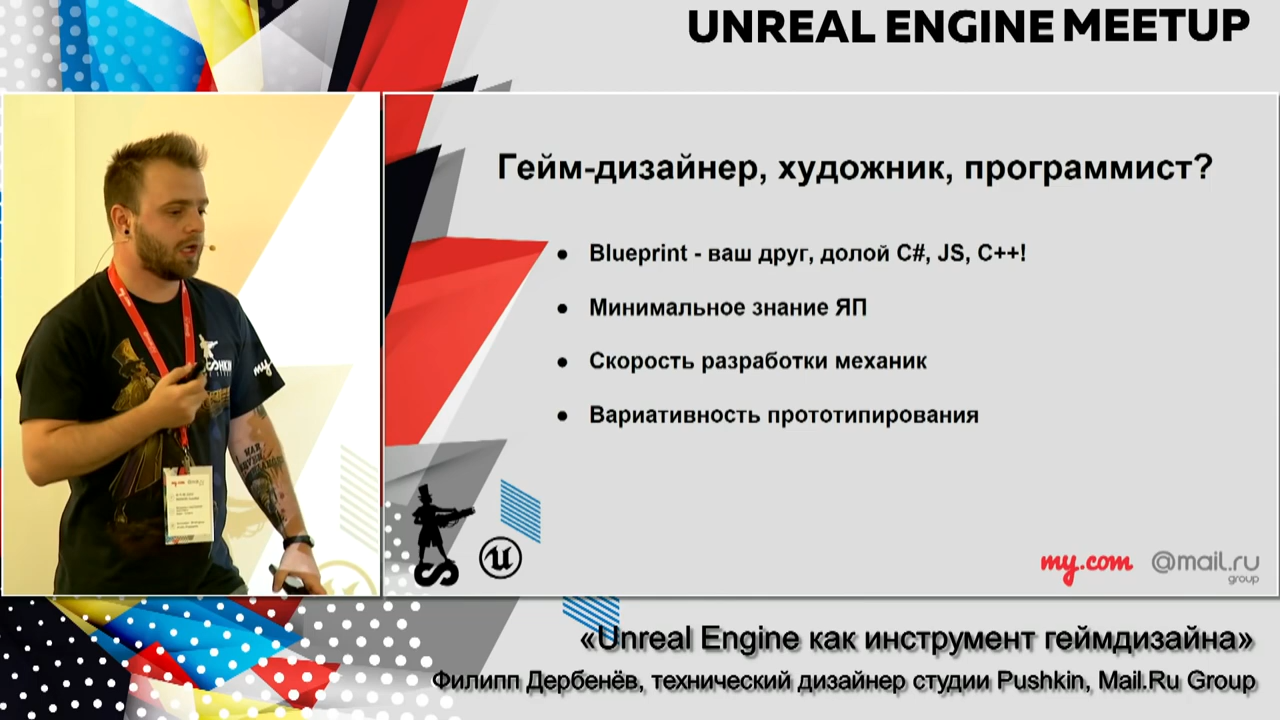 UNREAL ENGINE MEETUP
Гейм-дизайнер, художник, программист?
● Blueprint - ваш друг, долой C#, JS, C++!
● Минимальное знание ЯП
● Скорость разработки механик
● Вариативность прототипирования
my.com @mail.ru
group
«Unreal Engine как инструмент геймдизайна»
Филипп Дербенёв, технический дизайнер студии Pushkin, Mail.Ru Group